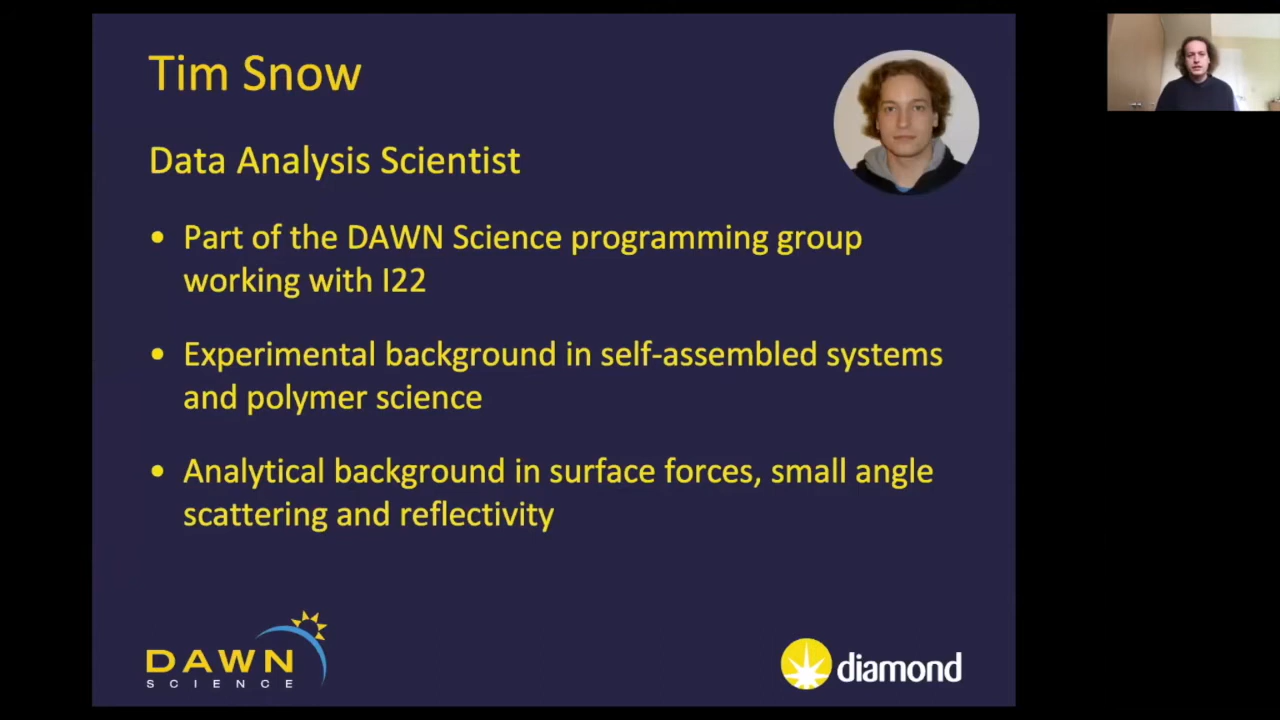 Tim Snow
Data Analysis Scientist
• Part of the DAWN Science programming group
working with I22
• Experimental background in self-assembled systems
and polymer science
• Analytical background in surface forces, small angle
scattering and reflectivity
DAWN
SCIENCE
diamond